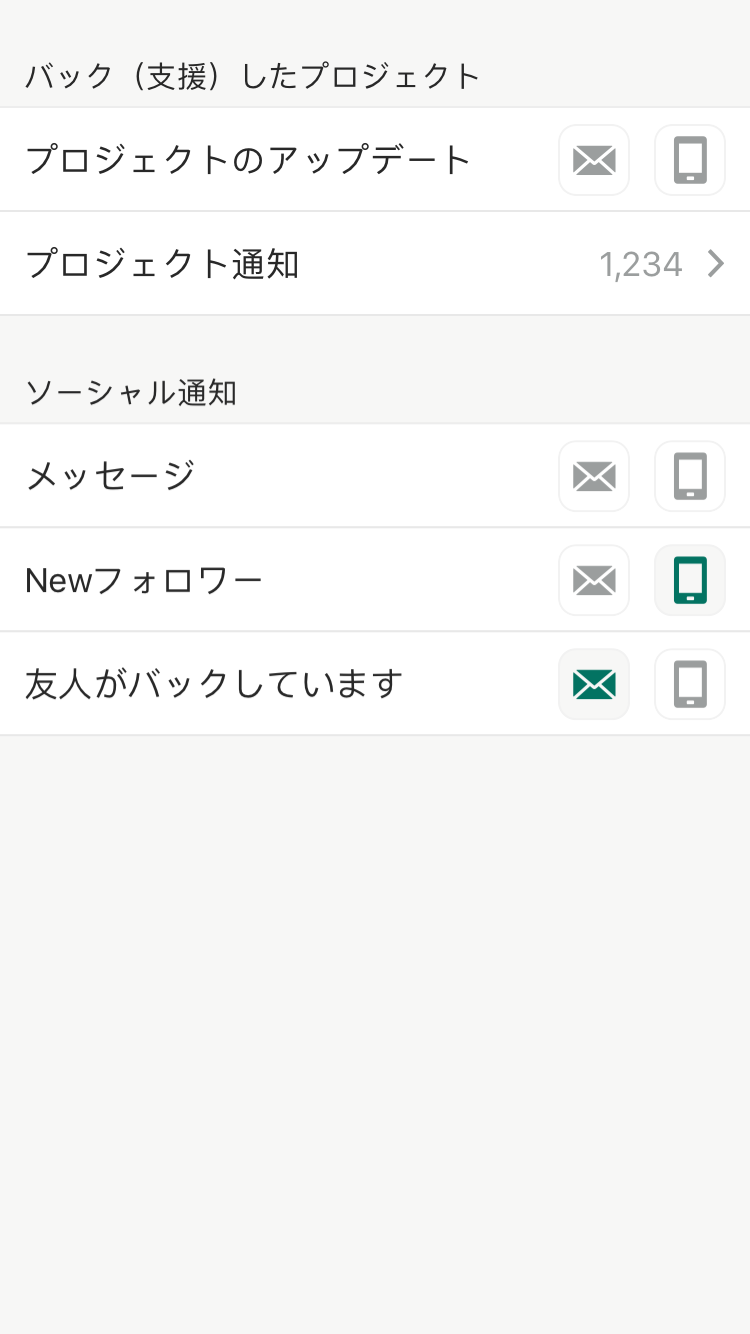 バック（支援）したプロジェクト
プロジェクトのアップデート
プロジェクト通知 1,234
ソーシャル通知
メッセージ
Newフォロワー
友人がバックしています